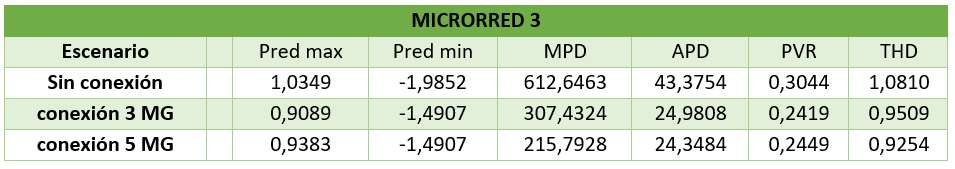 MICRORRED 3
Escenario Pred max Pred min MPD APD PVR THD
Sin conexión 1,0349 -1,9852 612,6463 43,3754 0,3044 1,0810
conexión 3 MG 0,9089 -1,4907 307,4324 24,9808 0,2419 0,9509
conexión 5 MG 0,9383 -1,4907 215,7928 24,3484 0,2449 0,9254